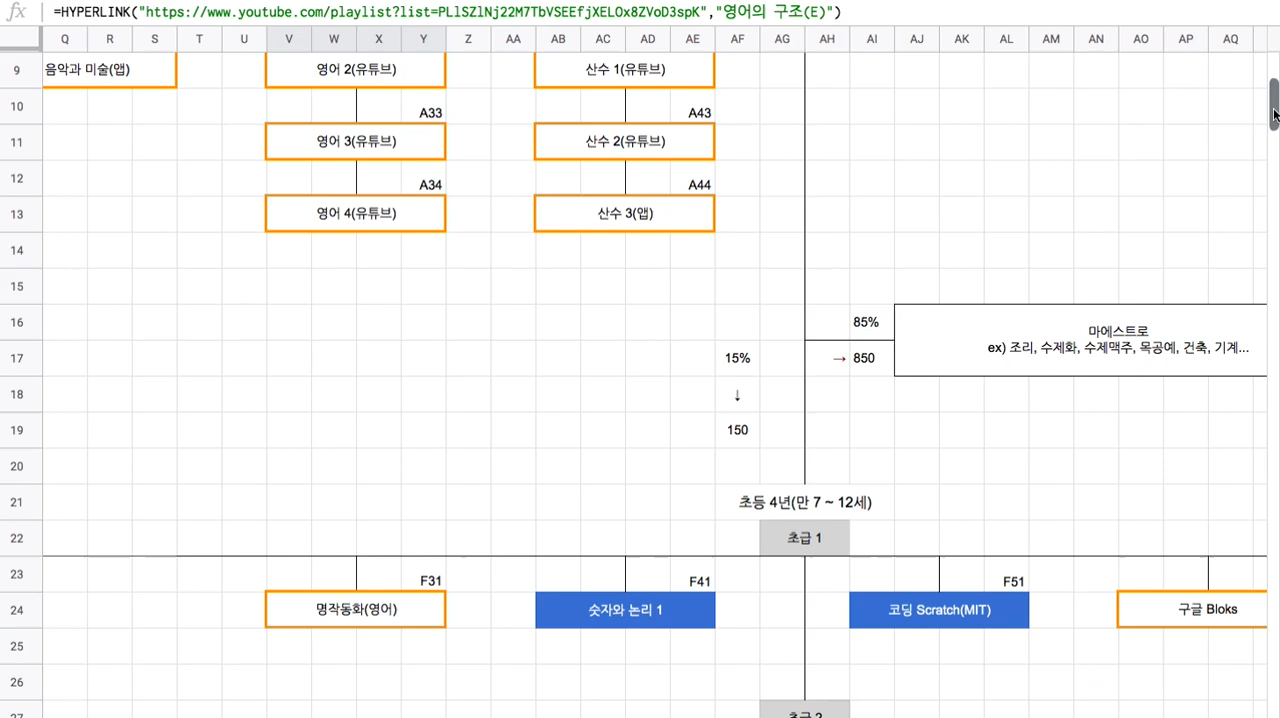 fx =HYPERLINK("https://www.youtube.com/playlist?list=PLlSZlNj22M7TbVSEEfjXELOx8ZVoD3spK","영어의 구조(E)")
Q R S T U V W X Y Z AA AB AC AD AE AF AG AH AI AJ AK AL AM AN AO AP AQ
9 음악과 미술(앱) 영어 2(유튜브) 산수 1(유튜브)
10 A33 A43
11 영어 3(유튜브) 산수 2(유튜브)
12 A34 A44
13 영어 4(유튜브) 산수 3(앱)
14
15
16 85% 마에스트로
17 15% → 850 ex) 조리, 수제화, 수제맥주, 목공예, 건축, 기계...
18 ↓
19 150
20
21 초등 4년(만 7 ~ 12세)
22 초급 1
23 F31 F41 F51
24 명작동화(영어) 숫자와 논리 1 코딩 Scratch(MIT) 구글 Bloks
25
26
27 초급 2